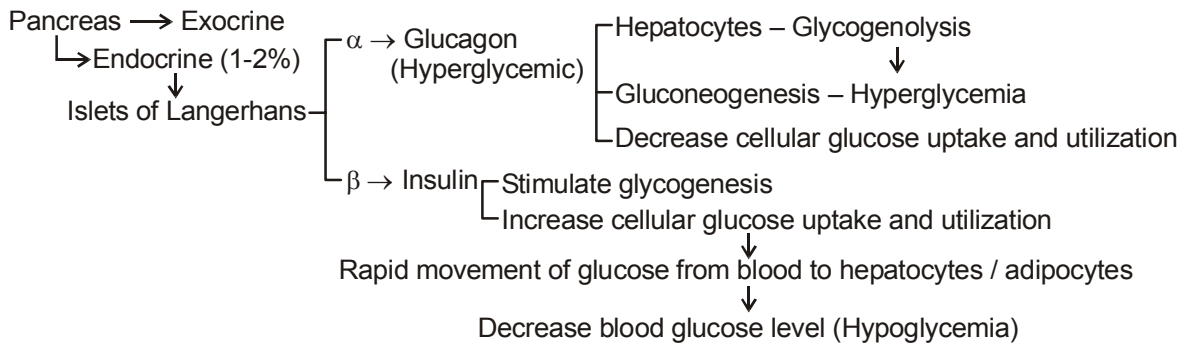 Pancreas → Exocrine
→ Endocrine (1-2%)
Islets of Langerhans
α → Glucagon
(Hyperglycemic)
Hepatocytes – Glycogenolysis
Gluconeogenesis – Hyperglycemia
Decrease cellular glucose uptake and utilization
β → Insulin
Stimulate glycogenesis
Increase cellular glucose uptake and utilization
Rapid movement of glucose from blood to hepatocytes / adipocytes
Decrease blood glucose level (Hypoglycemia)